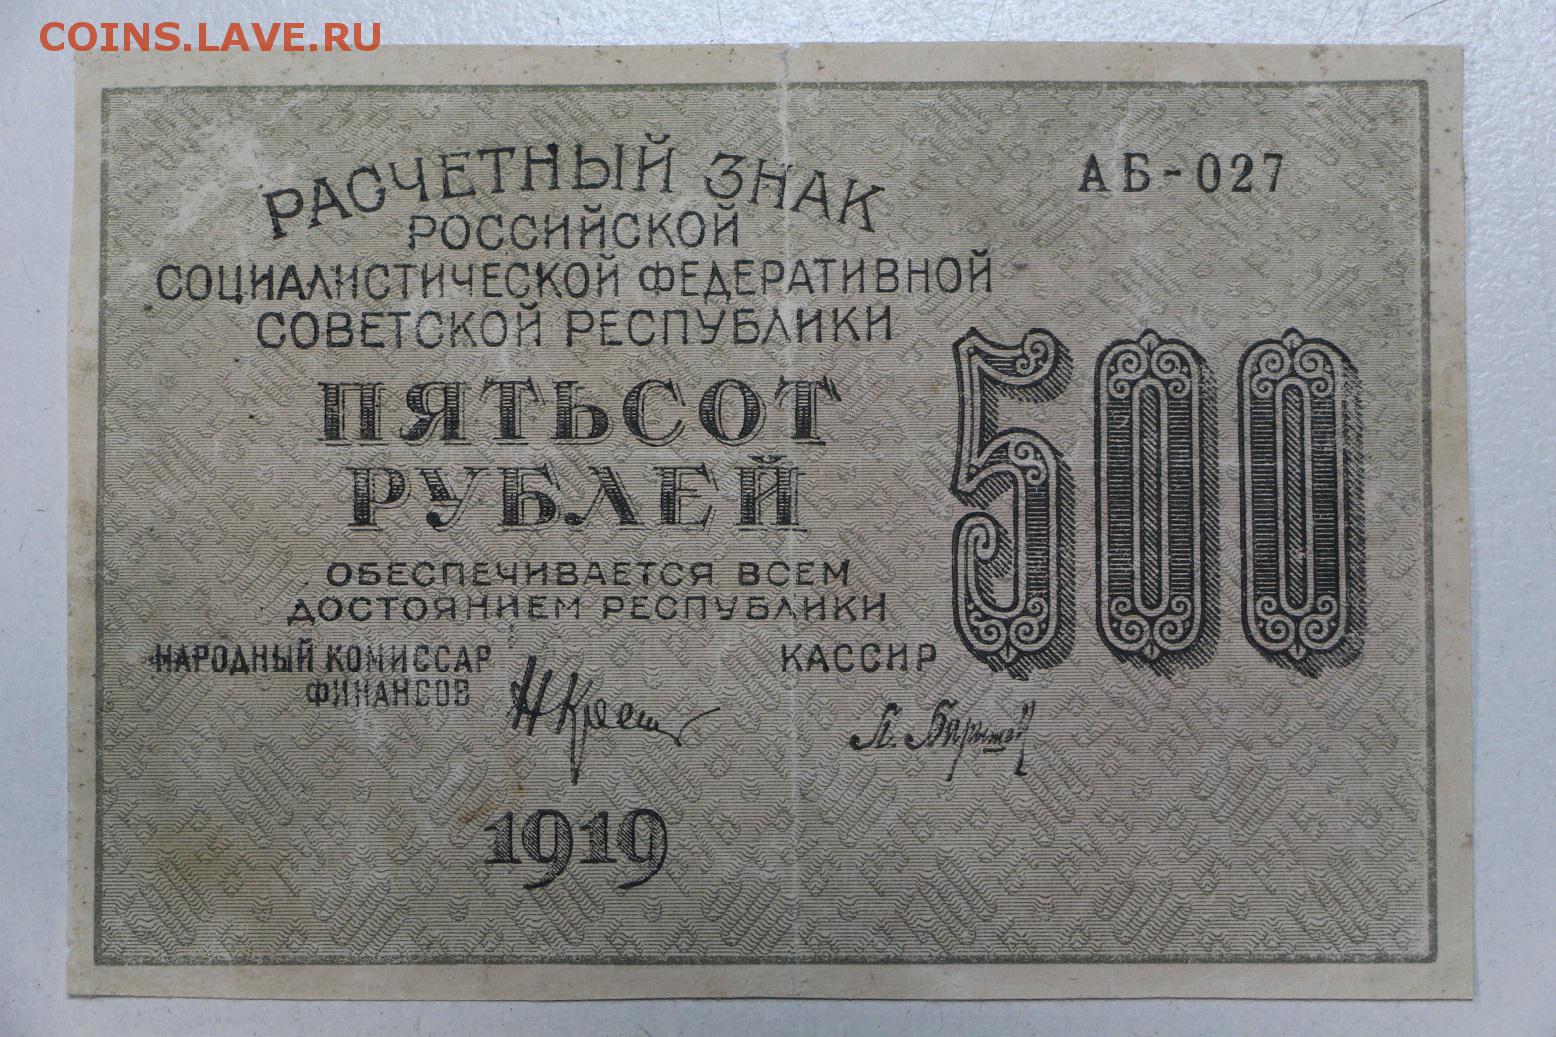 COINS.LAVE.RU
РАСЧЕТНЫЙ ЗНАК
АБ-027
РОССИЙСКОЙ
СОЦИАЛИСТИЧЕСКОЙ ФЕДЕРАТИВНОЙ
СОВЕТСКОЙ РЕСПУБЛИКИ
500
ПЯТЬСОТ
РУБЛЕЙ
ОБЕСПЕЧИВАЕТСЯ ВСЕМ
ДОСТОЯНИЕМ РЕСПУБЛИКИ
НАРОДНЫЙ КОМИССАР
ФИНАНСОВ
КАССИР
1919